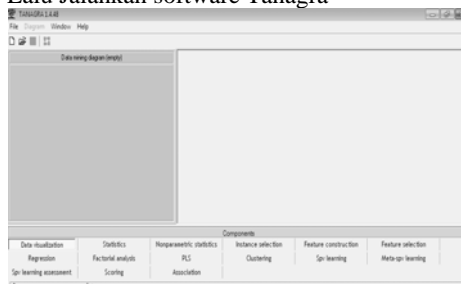 Lalu Jalankan software Tanagra
TANAGRA 1.4.48
File Diagram Window Help
Data mining diagram (empty)
Components
Data visualization Statistics Nonparametric statistics Instance selection Feature construction Feature selection
Regression Factorial analysis PLS Clustering Spv learning Meta-spv learning
Spv learning assessment Scoring Association